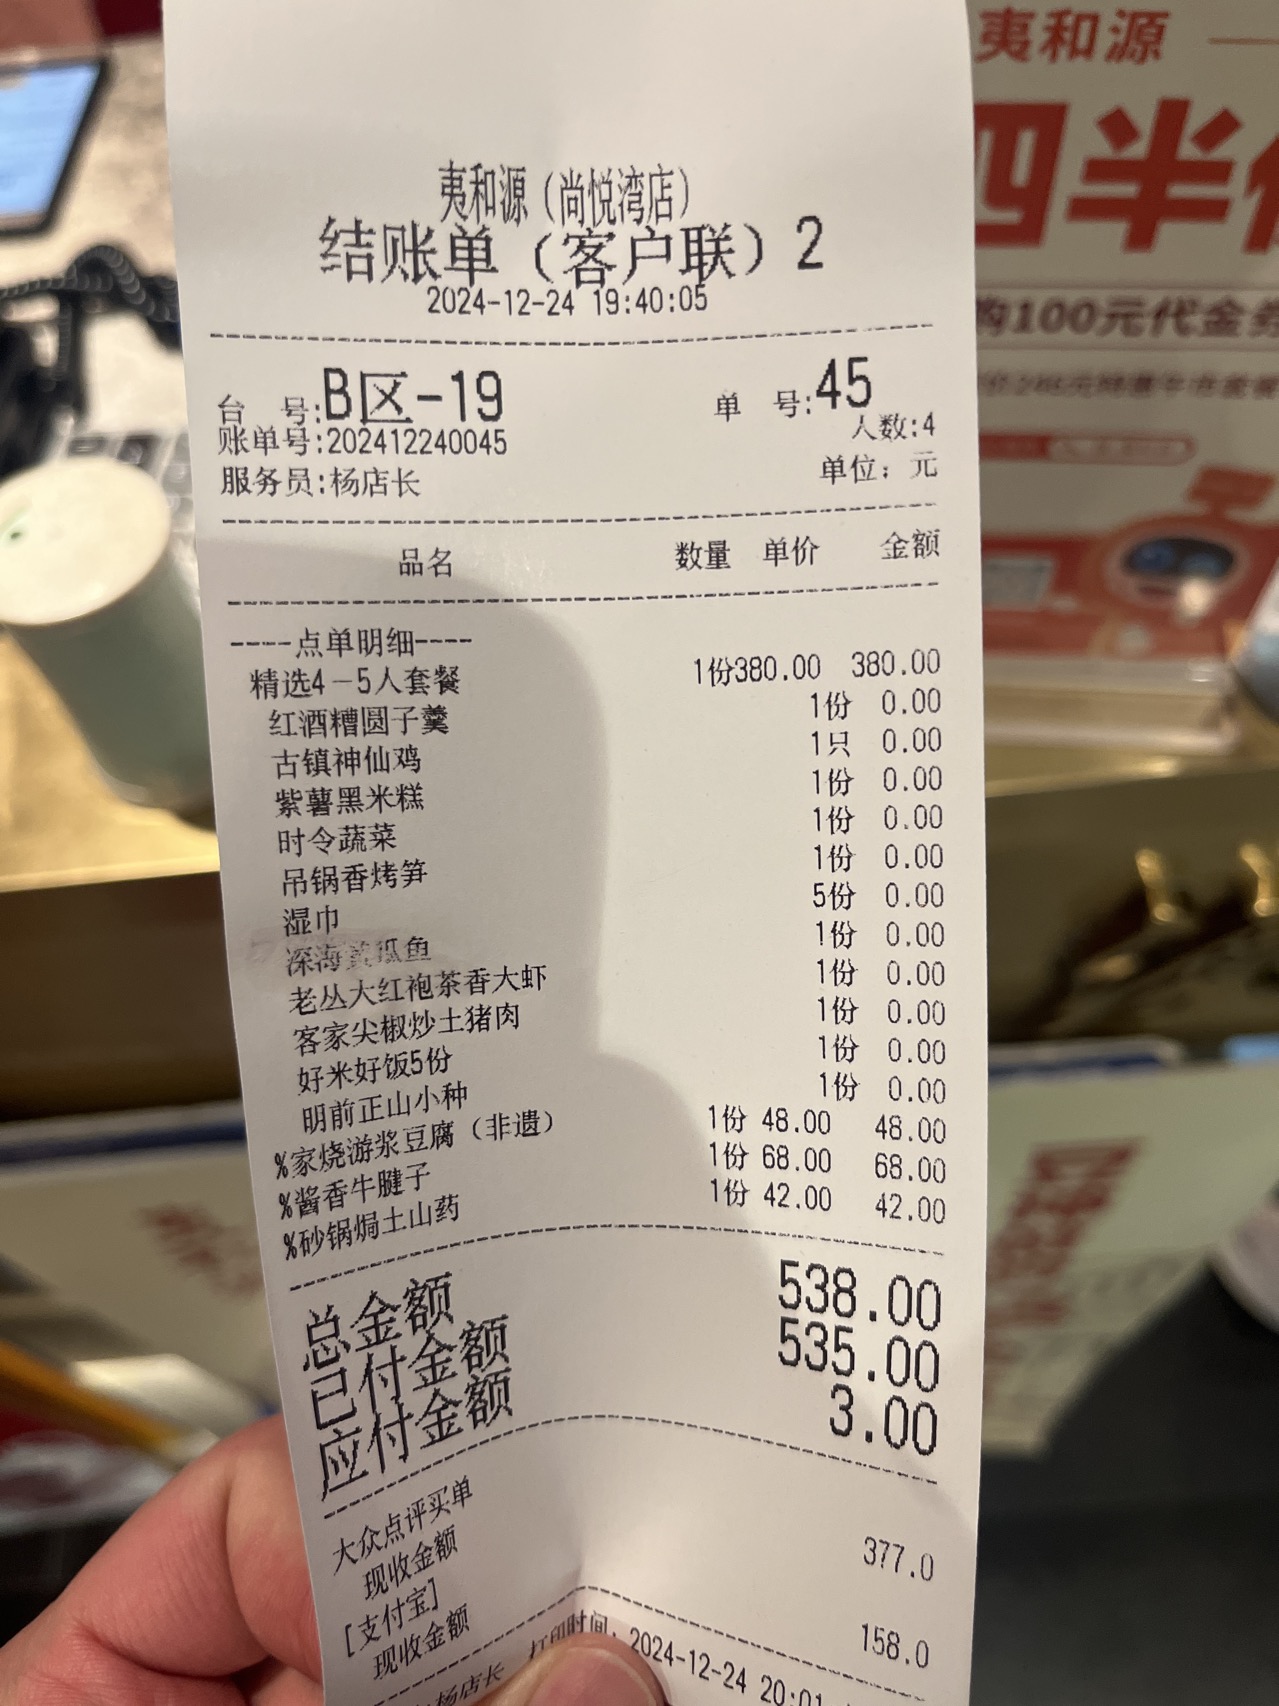 夷和源（尚悦湾店）
结账单（客户联）2
2024-12-24 19:40:05
台 号:B区-19 单 号:45
人数:4
账单号:202412240045
单位：元
服务员:杨店长
品名 数量 单价 金额
----点单明细----
精选4－5人套餐 1份380.00 380.00
红酒糟圆子羹 1份 0.00
古镇神仙鸡 1只 0.00
紫薯黑米糕 1份 0.00
时令蔬菜 1份 0.00
吊锅香烤笋 1份 0.00
湿巾 5份 0.00
深海黄瓜鱼 1份 0.00
老丛大红袍茶香大虾 1份 0.00
客家尖椒炒土猪肉 1份 0.00
好米好饭5份 1份 0.00
明前正山小种 1份 0.00
%家烧游浆豆腐（非遗） 1份 48.00 48.00
%酱香牛腱子 1份 68.00 68.00
%砂锅焗土山药 1份 42.00 42.00
总金额 538.00
已付金额 535.00
应付金额 3.00
大众点评买单
现收金额 377.0
[支付宝]
现收金额 158.0
杨店长 打印时间: 2024-12-24 20:01
夷和源
四半
购100元代金券